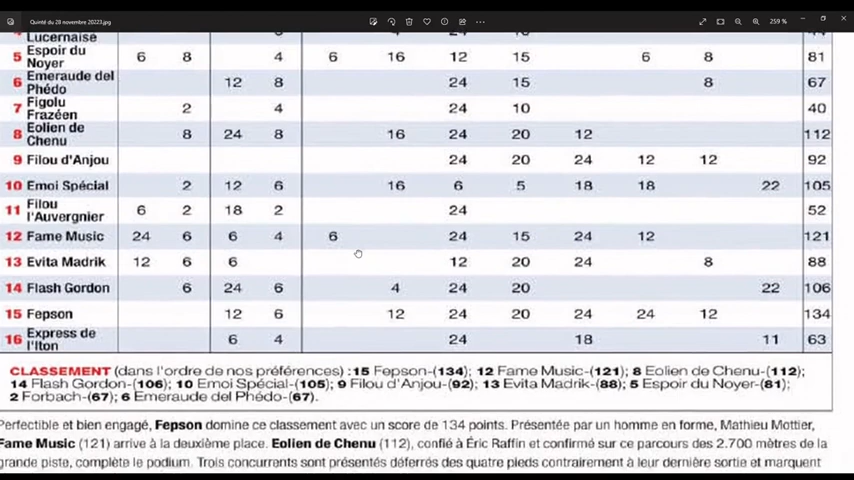 Quinté du 28 novembre 20223.jpg
259 %
Lucernaise
5 Espoir du Noyer 6 8 4 6 16 12 15 6 8 81
6 Emeraude del Phédo 12 8 24 15 8 67
7 Figolu Frazéen 2 4 24 10 40
8 Eolien de Chenu 8 24 8 16 24 20 12 112
9 Filou d'Anjou 24 20 24 12 12 92
10 Emoi Spécial 2 12 6 16 6 5 18 18 22 105
11 Filou l'Auvergnier 6 2 18 2 24 52
12 Fame Music 24 6 6 4 6 24 15 24 12 121
13 Evita Madrik 12 6 6 12 20 24 8 88
14 Flash Gordon 6 24 6 4 24 20 22 106
15 Fepson 12 6 12 24 20 24 24 12 134
16 Express de l'Iton 6 4 24 18 11 63
CLASSEMENT (dans l'ordre de nos préférences) :15 Fepson-(134); 12 Fame Music-(121); 8 Eolien de Chenu-(112);
14 Flash Gordon-(106); 10 Emoi Spécial-(105); 9 Filou d'Anjou-(92); 13 Evita Madrik-(88); 5 Espoir du Noyer-(81);
2 Forbach-(67); 6 Emeraude del Phédo-(67).
Perfectible et bien engagé, Fepson domine ce classement avec un score de 134 points. Présentée par un homme en forme, Mathieu Mottier,
Fame Music (121) arrive à la deuxième place. Eolien de Chenu (112), confié à Éric Raffin et confirmé sur ce parcours des 2.700 mètres de la
grande piste, complète le podium. Trois concurrents sont présentés déferrés des quatre pieds contrairement à leur dernière sortie et marquent